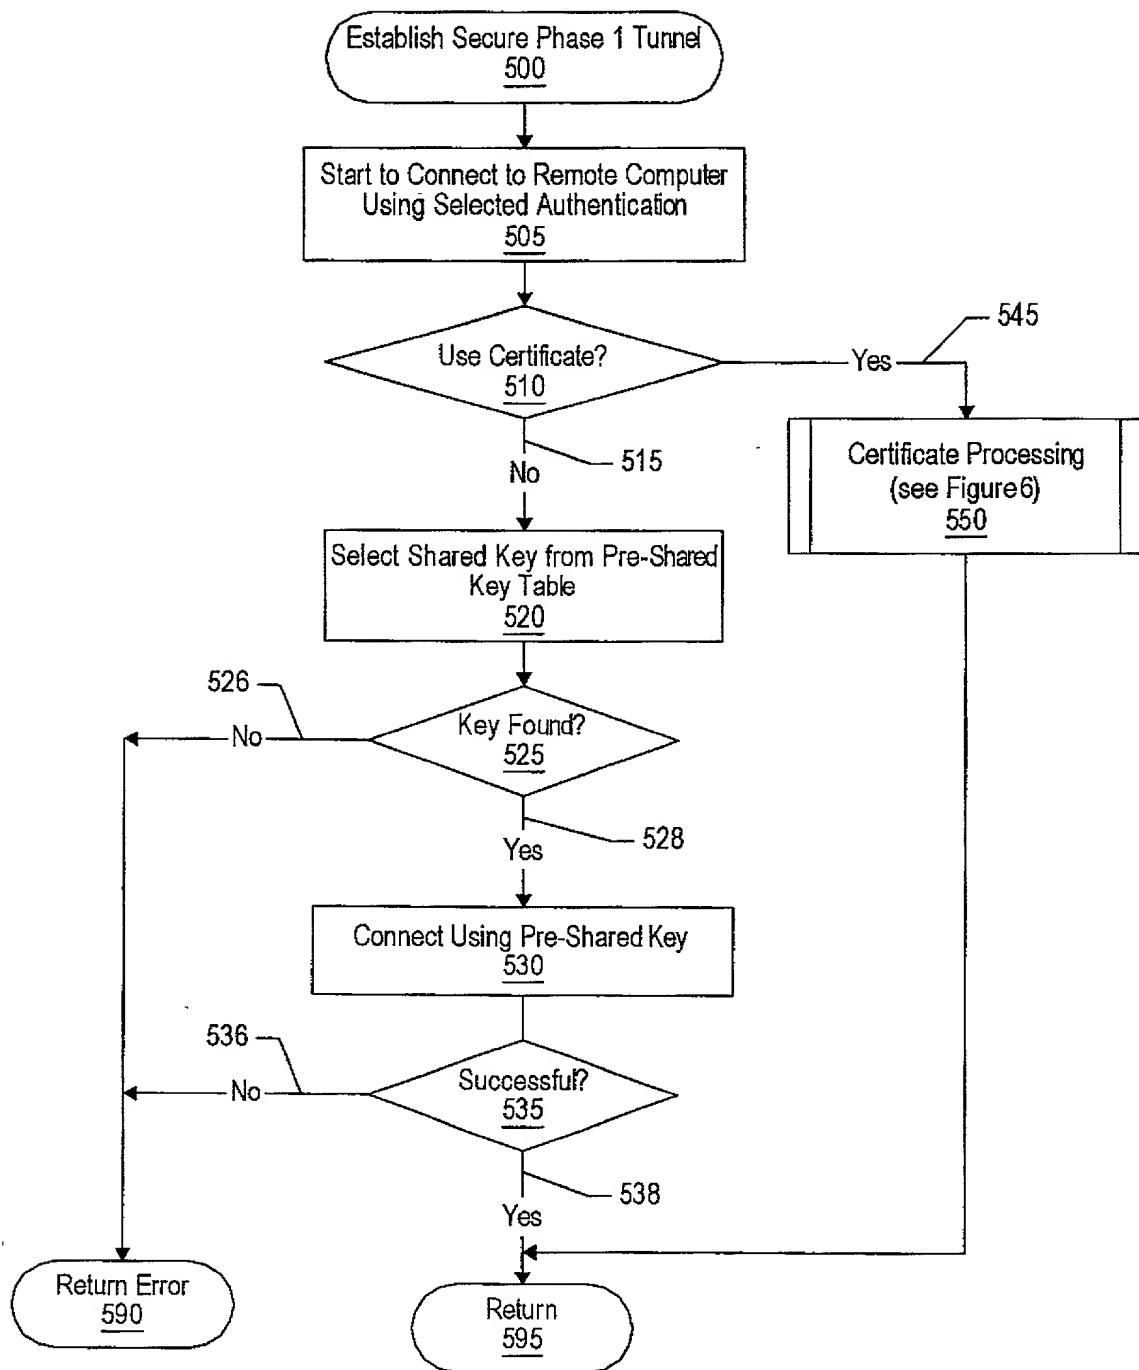 Establish Secure Phase 1 Tunnel
500
Start to Connect to Remote Computer
Using Selected Authentication
505
545
Use Certificate?
510
Yes
515
No
Certificate Processing
(see Figure 6)
550
Select Shared Key from Pre-Shared
Key Table
520
526
No
Key Found?
525
528
Yes
Connect Using Pre-Shared Key
530
536
No
Successful?
535
538
Yes
Return Error
590
Return
595